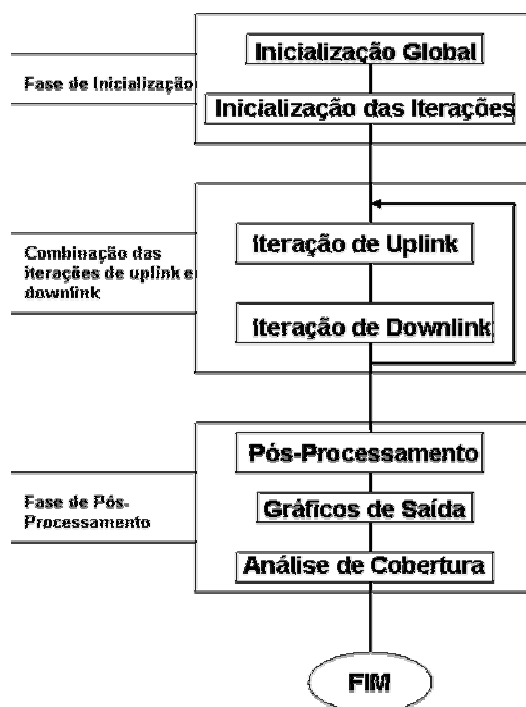 Inicialização Global
Fase de Inicialização
Inicialização das Iterações
Iteração de Uplink
Combinação das
iterações de uplink e
downlink
Iteração de Downlink
Pós-Processamento
Fase de Pós-
Processamento
Gráficos de Saída
Análise de Cobertura
FIM